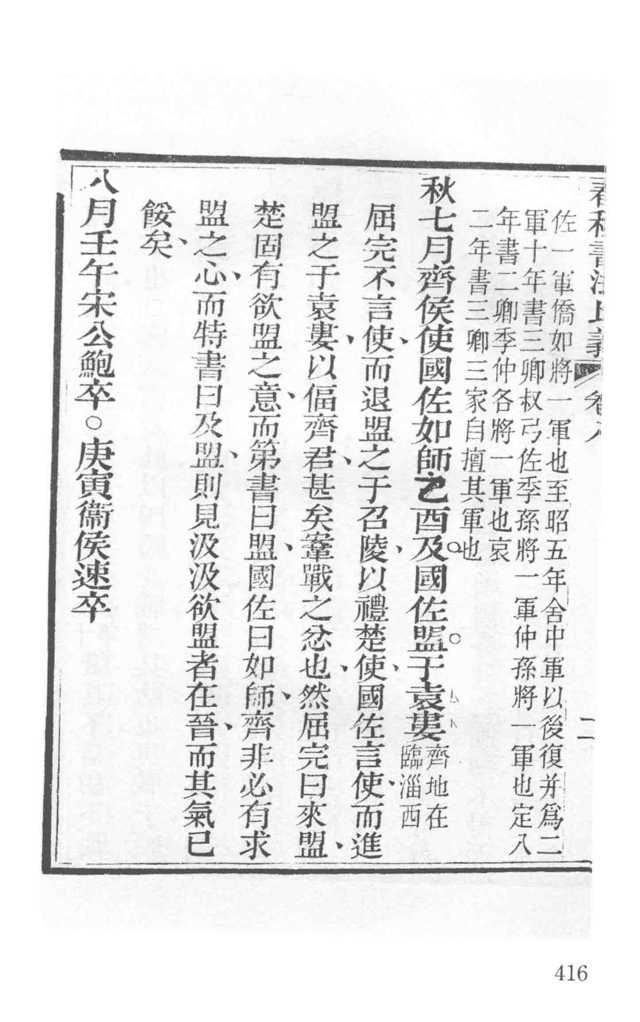 春秋書法比義 卷八 二
佐一軍僑如將一軍也至昭五年舍中軍以後復并爲二
軍十年書三卿叔弓佐季孫將一軍仲孫將一軍也定八
年書二卿季仲各將一軍也哀
二年書三卿三家自擅其軍也
秋七月齊侯使國佐如師己酉及國佐盟于袁婁齊地在
臨淄西
屈完不言使而退盟之于召陵以禮楚使國佐言使而進
盟之于袁婁以偪齊君甚矣鞌戰之忿也然屈完曰來盟
楚固有欲盟之意而第書曰盟國佐曰如師齊非必有求
盟之心而特書曰及盟則見汲汲欲盟者在晉而其氣已
餒矣
八月壬午宋公鮑卒○庚寅衞侯速卒
416